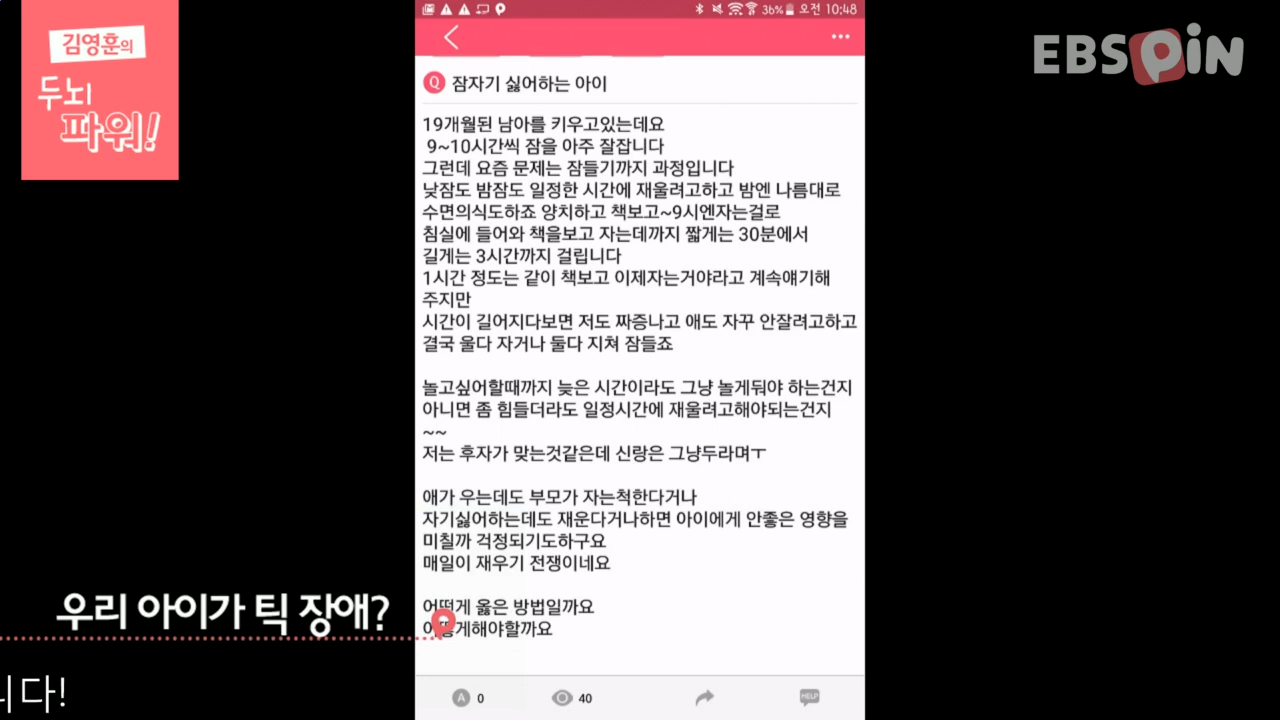 김영훈의
두뇌
파워!
36% 오전 10:48
EBS PiN
Q 잠자기 싫어하는 아이
19개월된 남아를 키우고있는데요
9~10시간씩 잠을 아주 잘잡니다
그런데 요즘 문제는 잠들기까지 과정입니다
낮잠도 밤잠도 일정한 시간에 재울려고하고 밤엔 나름대로
수면의식도하죠 양치하고 책보고~9시엔자는걸로
침실에 들어와 책을보고 자는데까지 짧게는 30분에서
길게는 3시간까지 걸립니다
1시간 정도는 같이 책보고 이제자는거야라고 계속얘기해
주지만
시간이 길어지다보면 저도 짜증나고 애도 자꾸 안잘려고하고
결국 울다 자거나 둘다 지쳐 잠들죠
놀고싶어할때까지 늦은 시간이라도 그냥 놀게둬야 하는건지
아니면 좀 힘들더라도 일정시간에 재울려고해야되는건지
~~
저는 후자가 맞는것같은데 신랑은 그냥두라며ㅜ
애가 우는데도 부모가 자는척한다거나
자기싫어하는데도 재운다거나하면 아이에게 안좋은 영향을
미칠까 걱정되기도하구요
매일이 재우기 전쟁이네요
어떤게 옳은 방법일까요
어떻게해야할까요
우리 아이가 틱 장애?
니다!
A 0 40 HELP